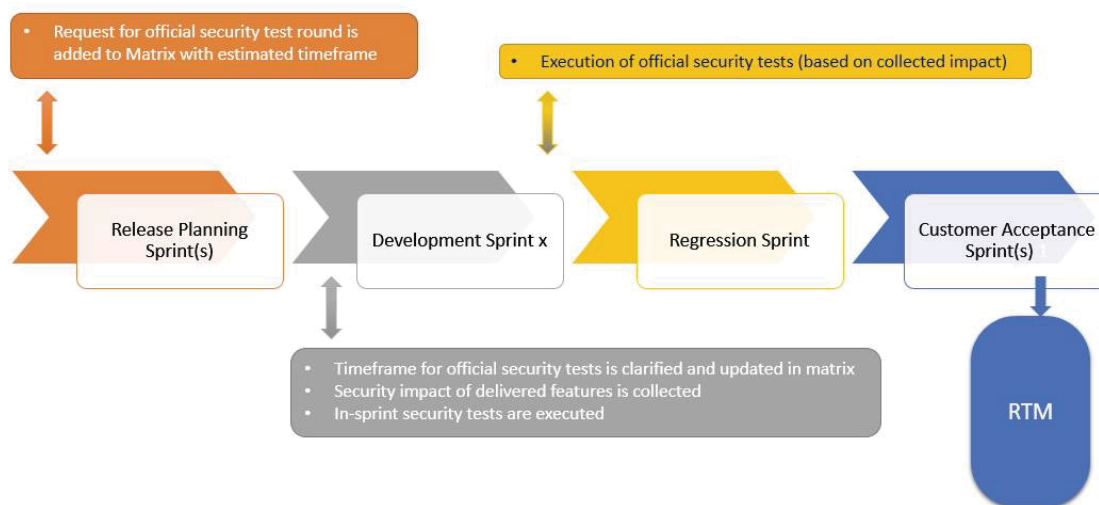 • Request for official security test round is
added to Matrix with estimated timeframe
• Execution of official security tests (based on collected impact)
Release Planning
Sprint(s)
Development Sprint x
Regression Sprint
Customer Acceptance
Sprint(s) 1
• Timeframe for official security tests is clarified and updated in matrix
• Security impact of delivered features is collected
• In-sprint security tests are executed
RTM